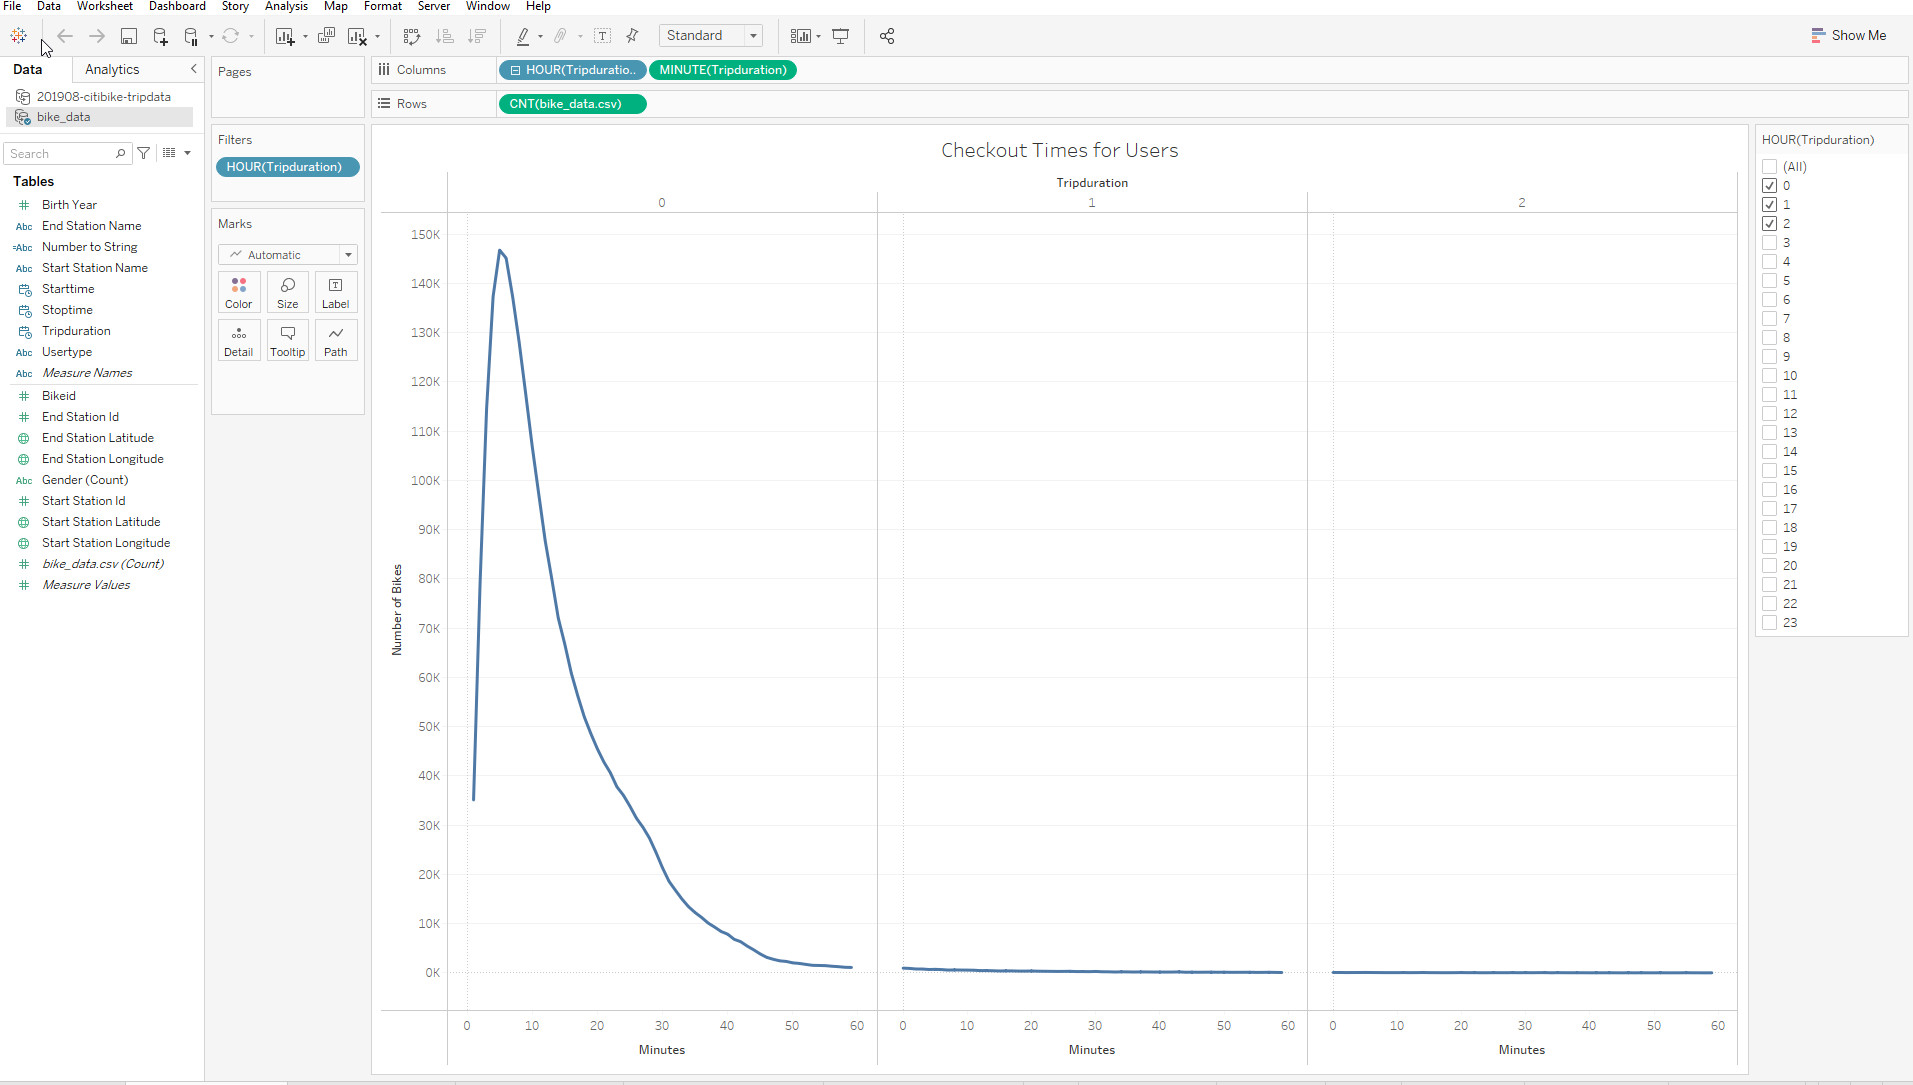 File Data Worksheet Dashboard Story Analysis Map Format Server Window Help
Standard
Show Me
Data Analytics
201908-citibike-tripdata
bike_data
Search
Tables
# Birth Year
Abc End Station Name
=Abc Number to String
Abc Start Station Name
Starttime
Stoptime
Tripduration
Abc Usertype
Abc Measure Names
# Bikeid
# End Station Id
End Station Latitude
End Station Longitude
Abc Gender (Count)
# Start Station Id
Start Station Latitude
Start Station Longitude
# bike_data.csv (Count)
# Measure Values
Pages
Filters
HOUR(Tripduration)
Marks
Automatic
Color Size Label
Detail Tooltip Path
Columns HOUR(Tripduratio.. MINUTE(Tripduration)
Rows CNT(bike_data.csv)
Checkout Times for Users
Tripduration
0 1 2
150K
140K
130K
120K
110K
100K
90K
80K
70K
60K
50K
40K
30K
20K
10K
0K
Number of Bikes
0 10 20 30 40 50 60 0 10 20 30 40 50 60 0 10 20 30 40 50 60
Minutes Minutes Minutes
HOUR(Tripduration)
(All)
0
1
2
3
4
5
6
7
8
9
10
11
12
13
14
15
16
17
18
19
20
21
22
23